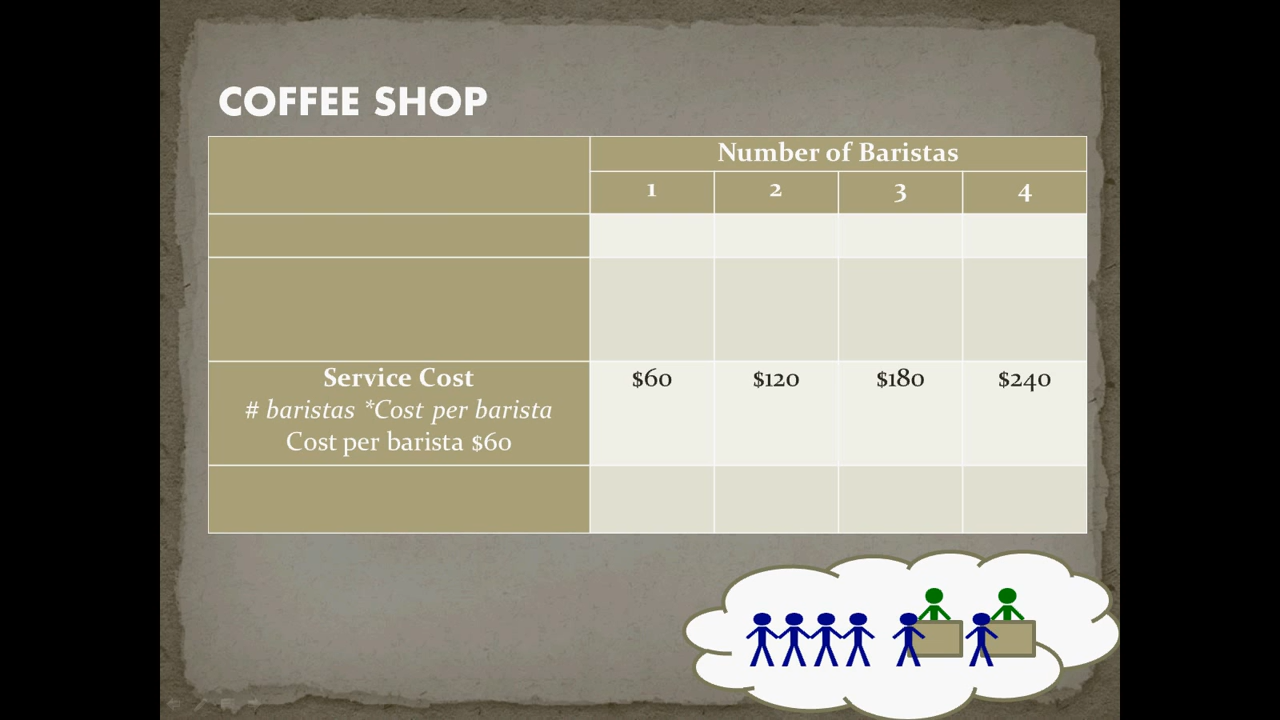 COFFEE SHOP
Number of Baristas
1 2 3 4
Service Cost $60 $120 $180 $240
# baristas *Cost per barista
Cost per barista $60